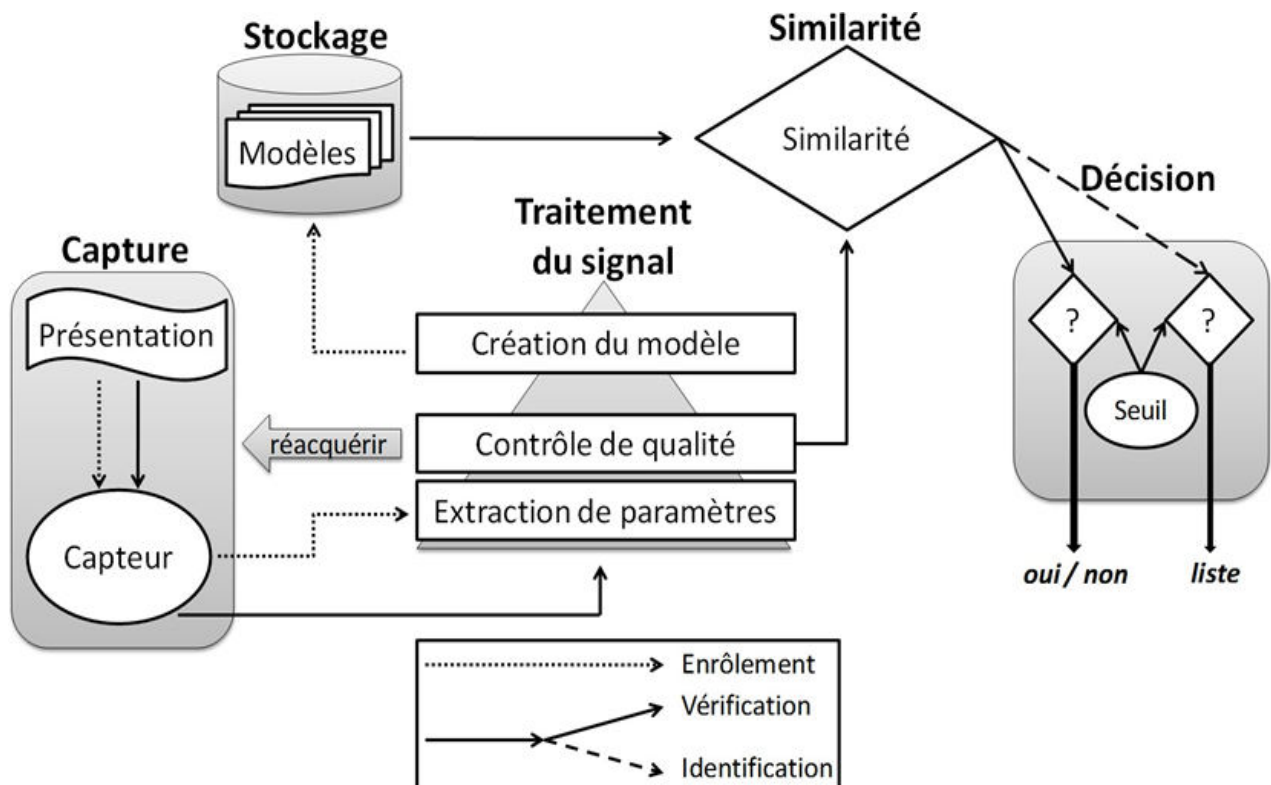 Stockage
Modèles
Similarité
Similarité
Décision
?
?
Seuil
oui / non
liste
Traitement
du signal
Création du modèle
Contrôle de qualité
Extraction de paramètres
réacquérir
Capture
Présentation
Capteur
Enrôlement
Vérification
Identification